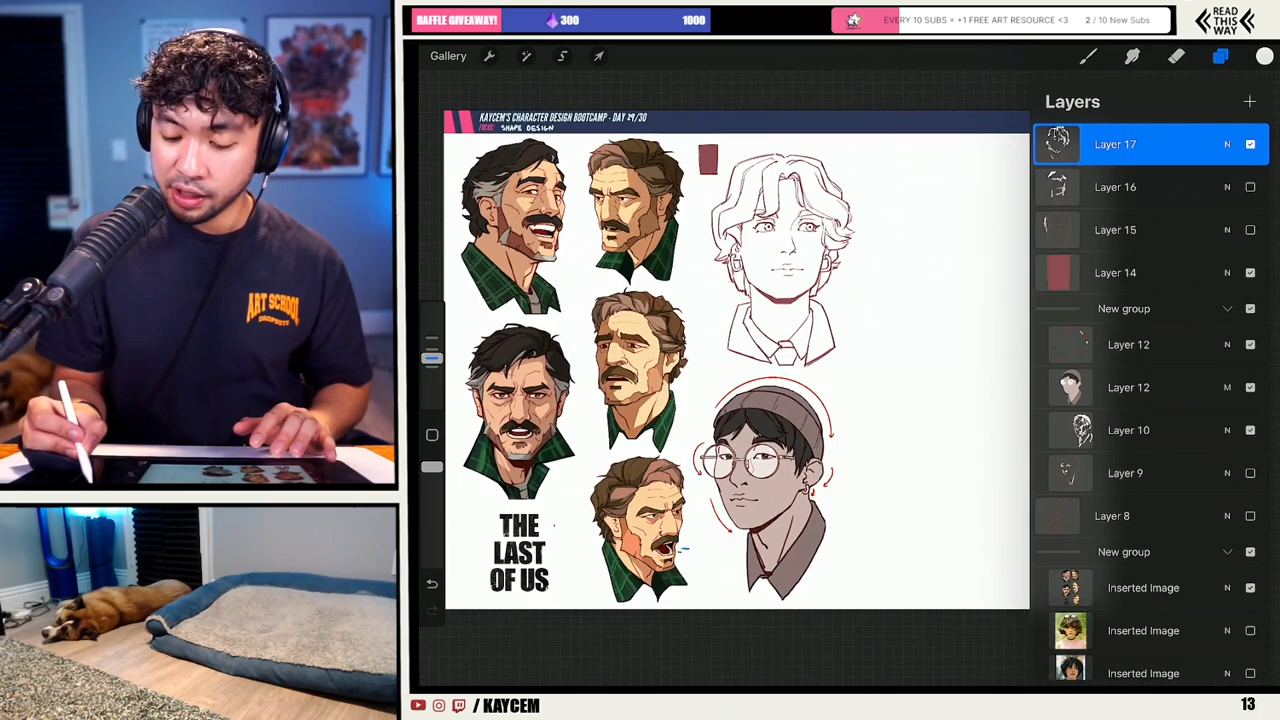 RAFFLE GIVEAWAY!
300
1000
EVERY 10 SUBS = +1 FREE ART RESOURCE <3
2 / 10 New Subs
READ
THIS
WAY
Gallery
KAYCEM'S CHARACTER DESIGN BOOTCAMP - DAY 29/30
FOCUS: SHAPE DESIGN
THE
LAST
OF US
ART SCHOOL
DROPOUTS
Layers
Layer 17 N
Layer 16 N
Layer 15 N
Layer 14 N
New group
Layer 12 N
Layer 12 M
Layer 10 N
Layer 9 N
Layer 8 N
New group
Inserted Image N
Inserted Image N
Inserted Image N
/ KAYCEM
13